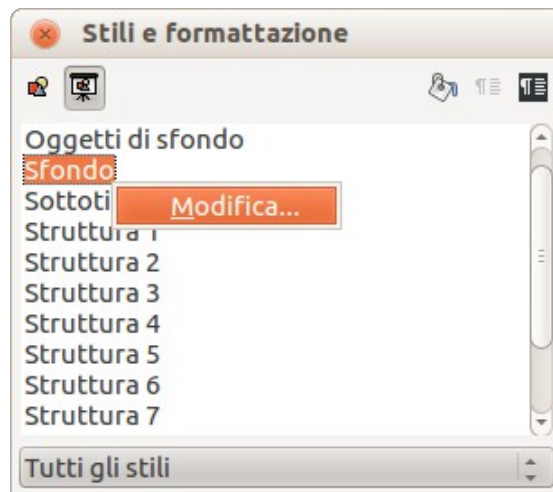 Stili e formattazione
Oggetti di sfondo
Sfondo
Sottoti
Modifica...
Struttura 1
Struttura 2
Struttura 3
Struttura 4
Struttura 5
Struttura 6
Struttura 7
Tutti gli stili